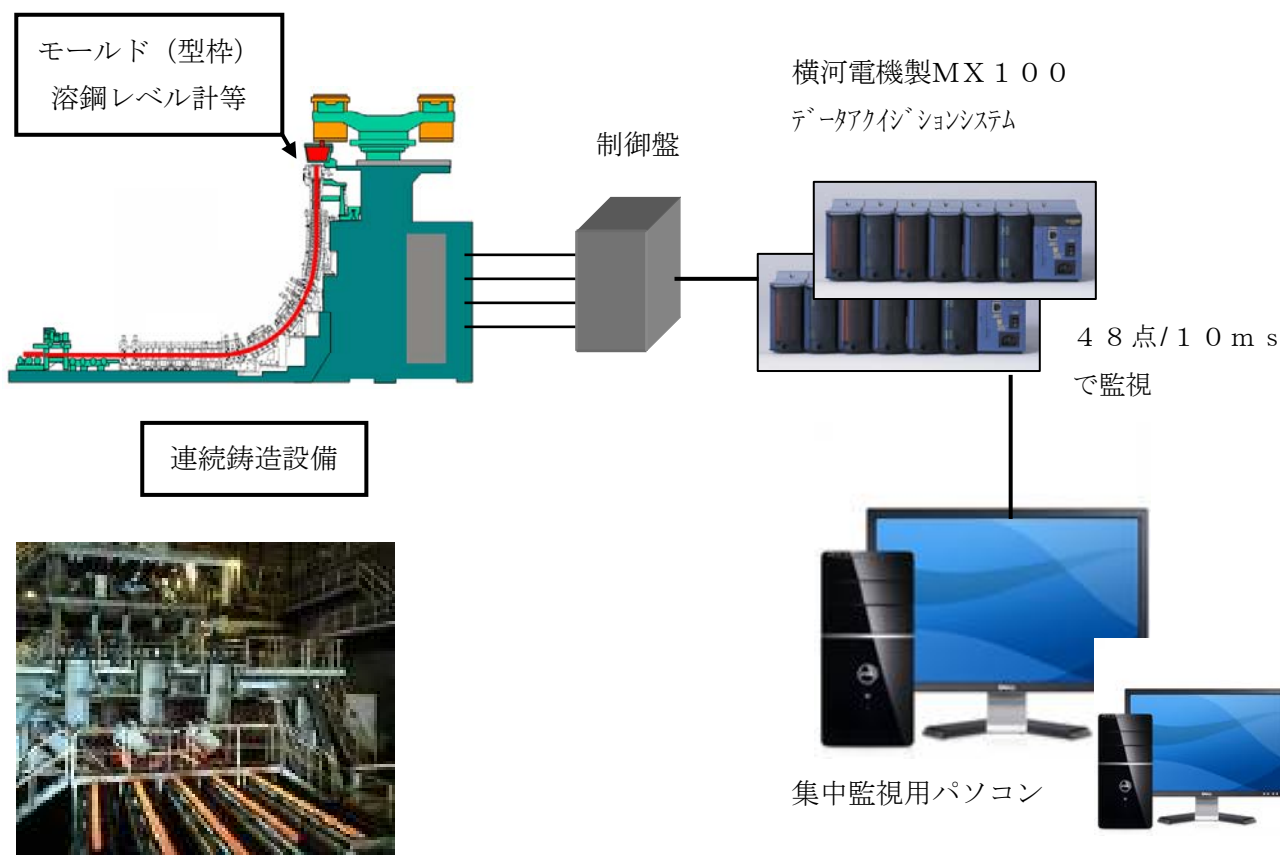 モールド（型枠）
溶鋼レベル計等
横河電機製ＭＸ１００
ﾃﾞｰﾀｱｸｲｼﾞｼｮﾝｼｽﾃﾑ
制御盤
４８点/１０ｍｓ
で監視
連続鋳造設備
集中監視用パソコン